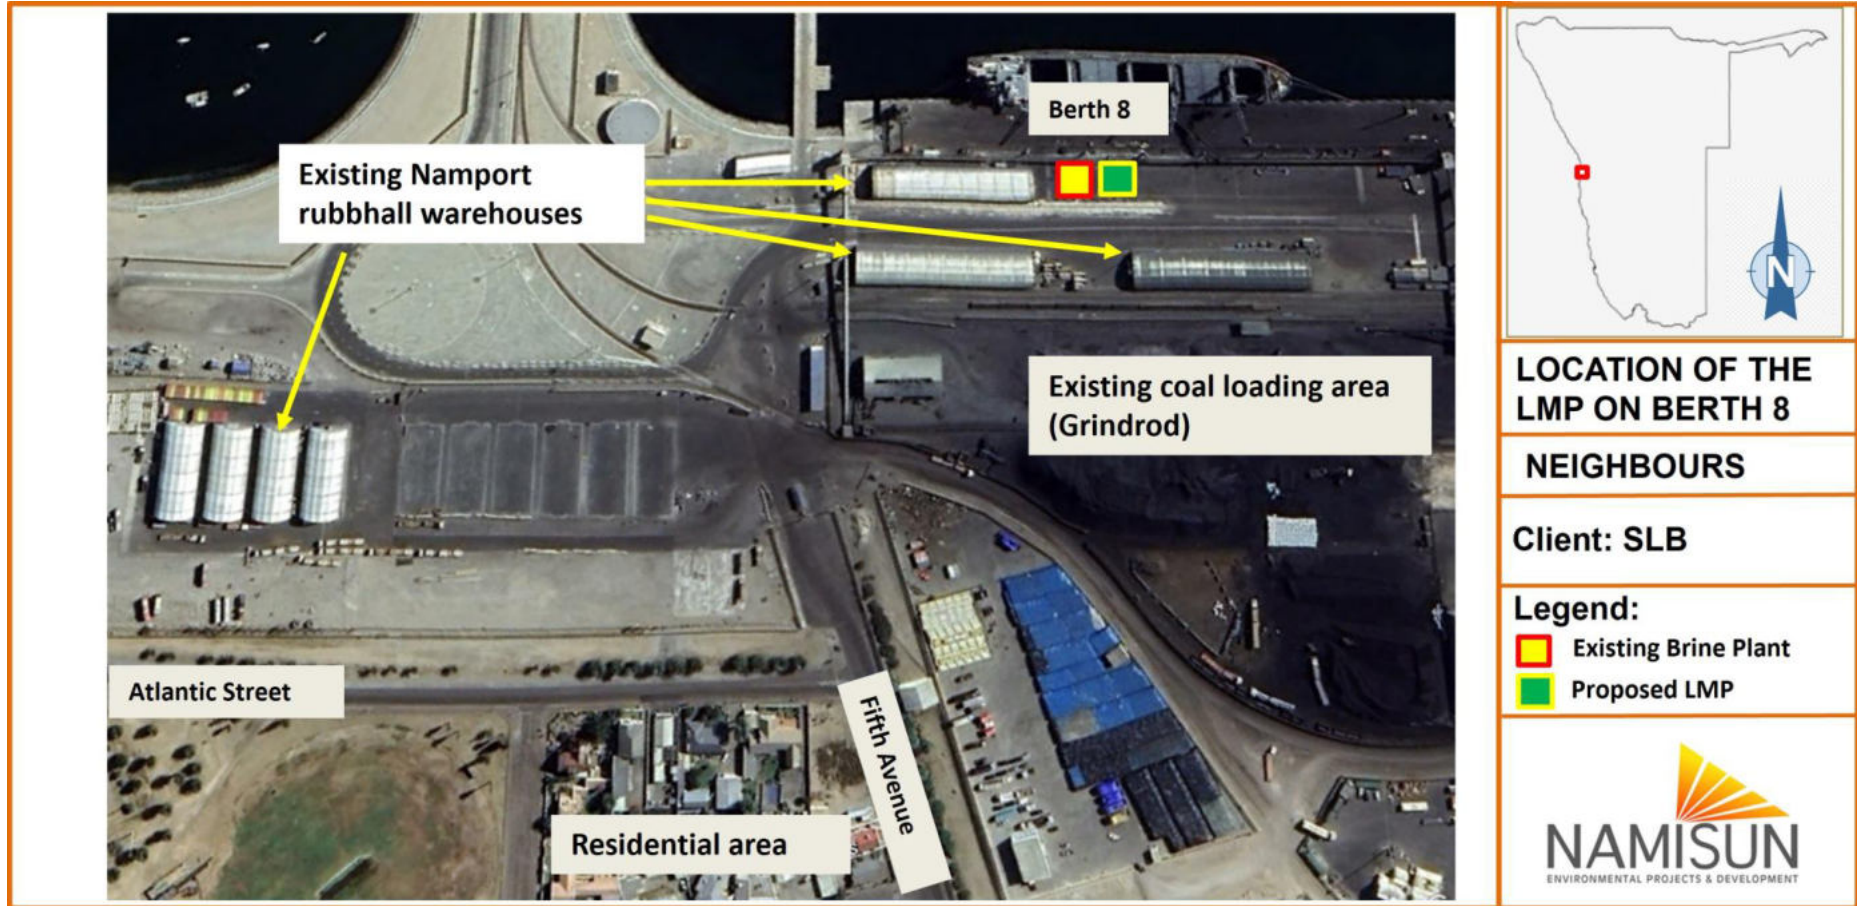 Berth 8
Existing Namport
rubbhall warehouses
Existing coal loading area
(Grindrod)
Atlantic Street
Fifth Avenue
Residential area
N
LOCATION OF THE
LMP ON BERTH 8
NEIGHBOURS
Client: SLB
Legend:
Existing Brine Plant
Proposed LMP
NAMISUN
ENVIRONMENTAL PROJECTS & DEVELOPMENT